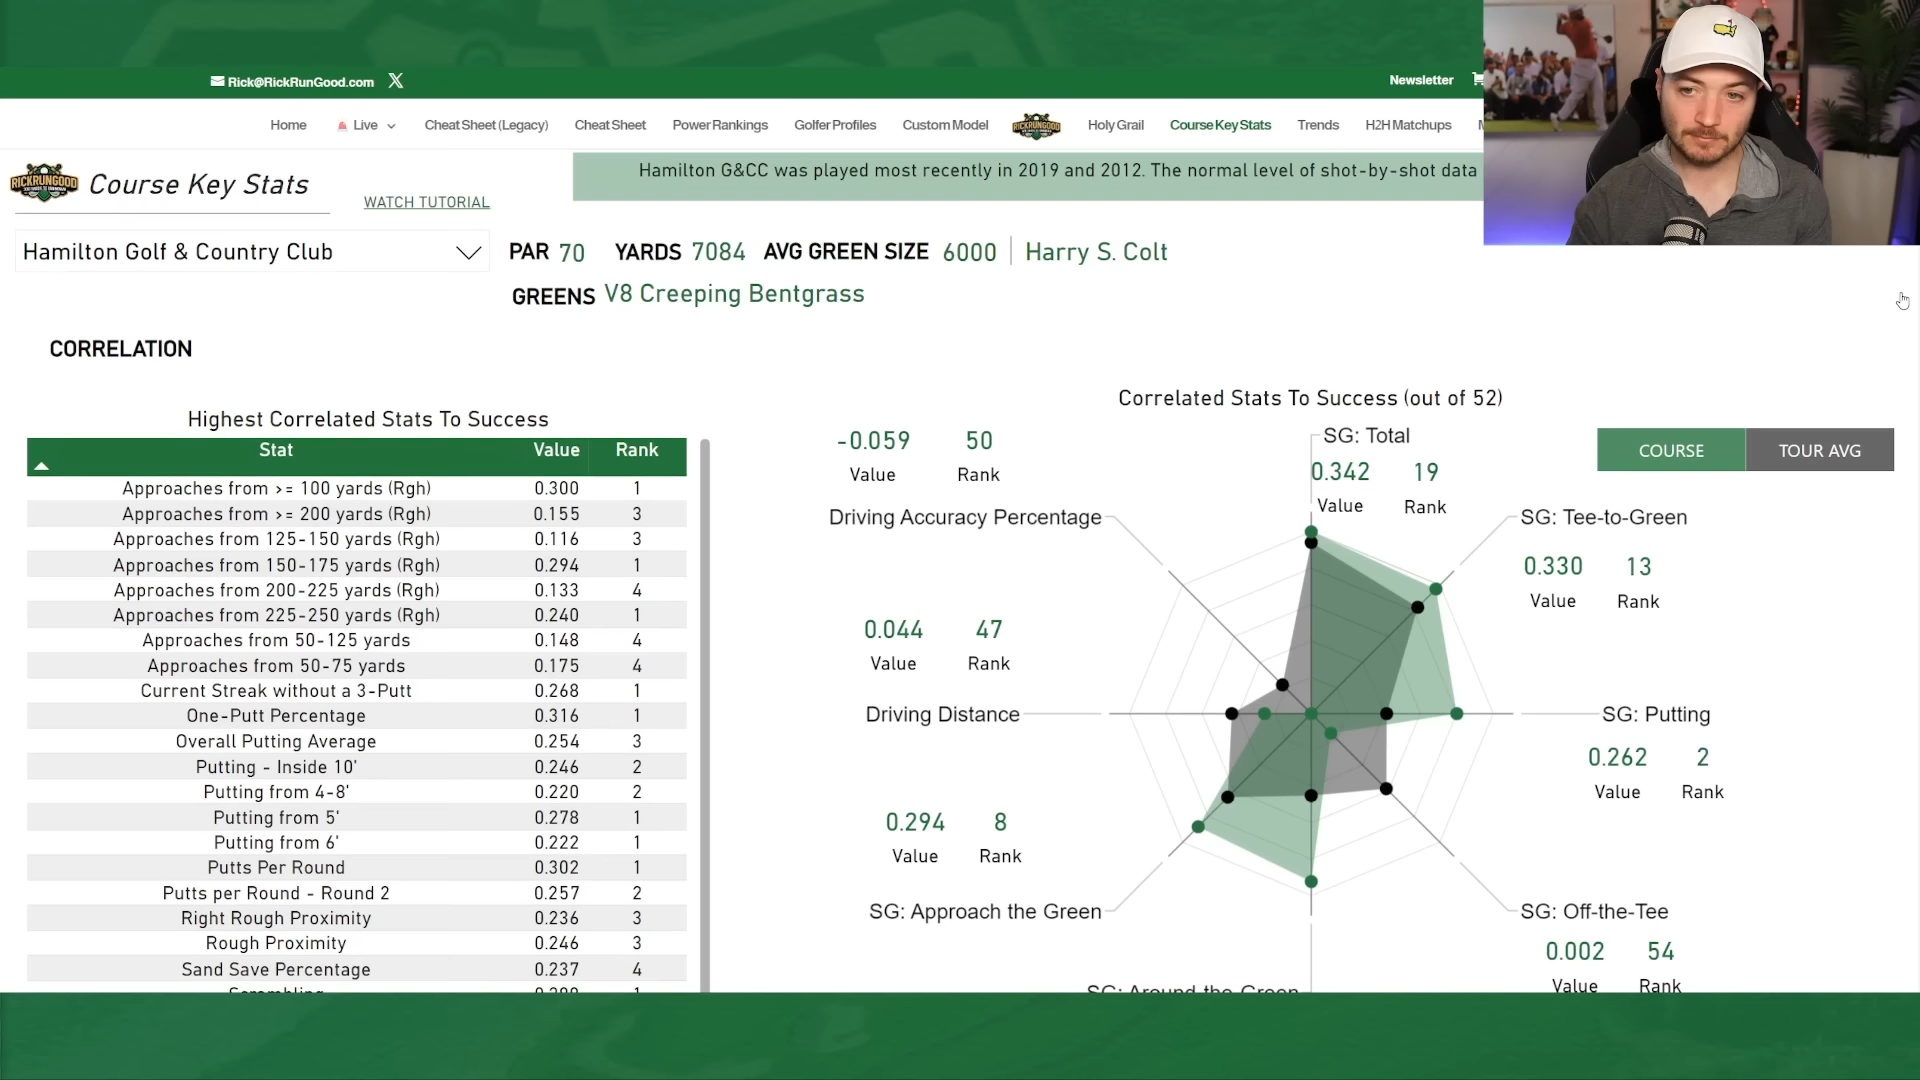 Rick@RickRunGood.com
Newsletter
Home Live Cheat Sheet (Legacy) Cheat Sheet Power Rankings Golfer Profiles Custom Model RICKRUNGOOD Holy Grail Course Key Stats Trends H2H Matchups
RICKRUNGOOD
Course Key Stats
WATCH TUTORIAL
Hamilton G&CC was played most recently in 2019 and 2012. The normal level of shot-by-shot data
Hamilton Golf & Country Club
PAR 70 YARDS 7084 AVG GREEN SIZE 6000 Harry S. Colt
GREENS V8 Creeping Bentgrass
CORRELATION
Highest Correlated Stats To Success
Stat Value Rank
Approaches from >= 100 yards (Rgh) 0.300 1
Approaches from >= 200 yards (Rgh) 0.155 3
Approaches from 125-150 yards (Rgh) 0.116 3
Approaches from 150-175 yards (Rgh) 0.294 1
Approaches from 200-225 yards (Rgh) 0.133 4
Approaches from 225-250 yards (Rgh) 0.240 1
Approaches from 50-125 yards 0.148 4
Approaches from 50-75 yards 0.175 4
Current Streak without a 3-Putt 0.268 1
One-Putt Percentage 0.316 1
Overall Putting Average 0.254 3
Putting - Inside 10' 0.246 2
Putting from 4-8' 0.220 2
Putting from 5' 0.278 1
Putting from 6' 0.222 1
Putts Per Round 0.302 1
Putts per Round - Round 2 0.257 2
Right Rough Proximity 0.236 3
Rough Proximity 0.246 3
Sand Save Percentage 0.237 4
Correlated Stats To Success (out of 52)
COURSE TOUR AVG
SG: Total
0.342 19
Value Rank
-0.059 50
Value Rank
Driving Accuracy Percentage
SG: Tee-to-Green
0.330 13
Value Rank
0.044 47
Value Rank
Driving Distance
SG: Putting
0.262 2
Value Rank
0.294 8
Value Rank
SG: Approach the Green
SG: Off-the-Tee
0.002 54
Value Rank
SG: Around-the-Green